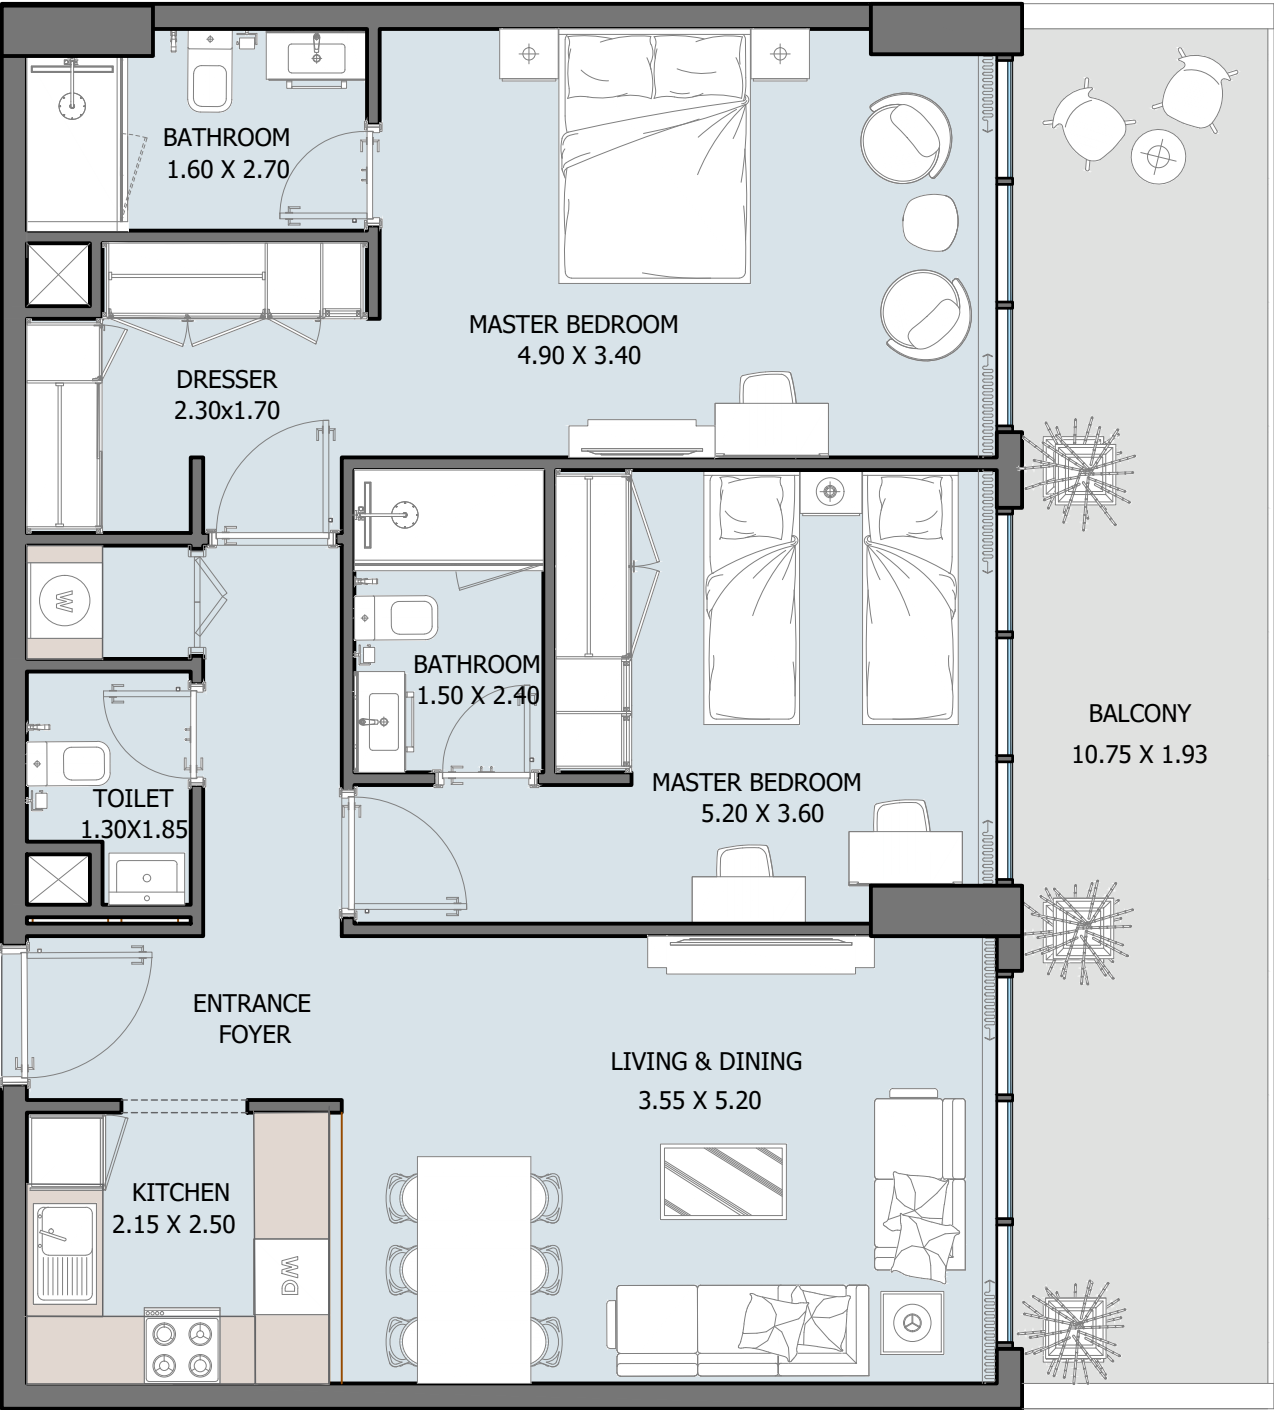 BATHROOM
1.60 X 2.70
MASTER BEDROOM
4.90 X 3.40
DRESSER
2.30x1.70
W
BATHROOM
1.50 X 2.40
BALCONY
10.75 X 1.93
MASTER BEDROOM
5.20 X 3.60
TOILET
1.30X1.85
ENTRANCE
FOYER
LIVING & DINING
3.55 X 5.20
KITCHEN
2.15 X 2.50
DW